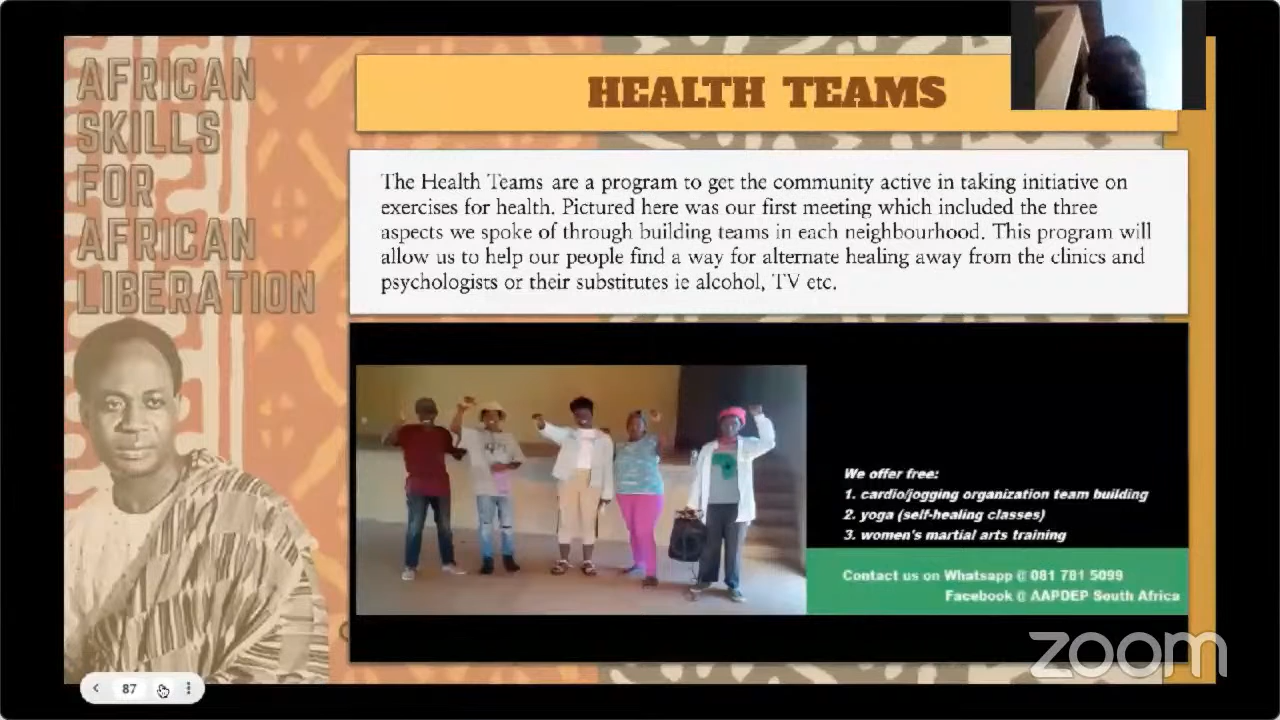 AFRICAN
SKILLS
FOR
AFRICAN
LIBERATION
HEALTH TEAMS
The Health Teams are a program to get the community active in taking initiative on
exercises for health. Pictured here was our first meeting which included the three
aspects we spoke of through building teams in each neighbourhood. This program will
allow us to help our people find a way for alternate healing away from the clinics and
psychologists or their substitutes ie alcohol, TV etc.
We offer free:
1. cardio/jogging organization team building
2. yoga (self-healing classes)
3. women's martial arts training
Contact us on Whatsapp @ 081 781 5099
Facebook @ AAPDEP South Africa
87
zoom